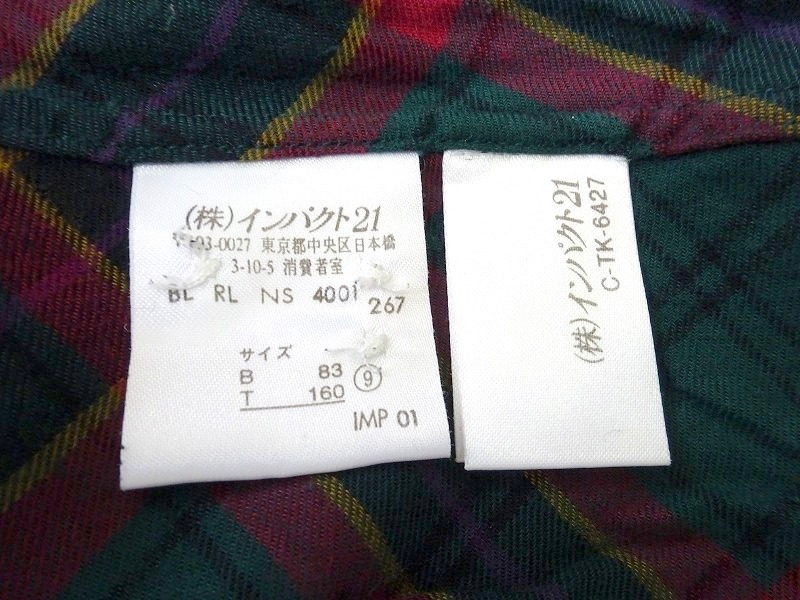 (株)インパクト21
03-0027 東京都中央区日本橋
3-10-5 消費者室
BL RL NS 4001 267
サイズ
B 83 ⑨
T 160
IMP 01
(株)インパクト21
C-TK-6427